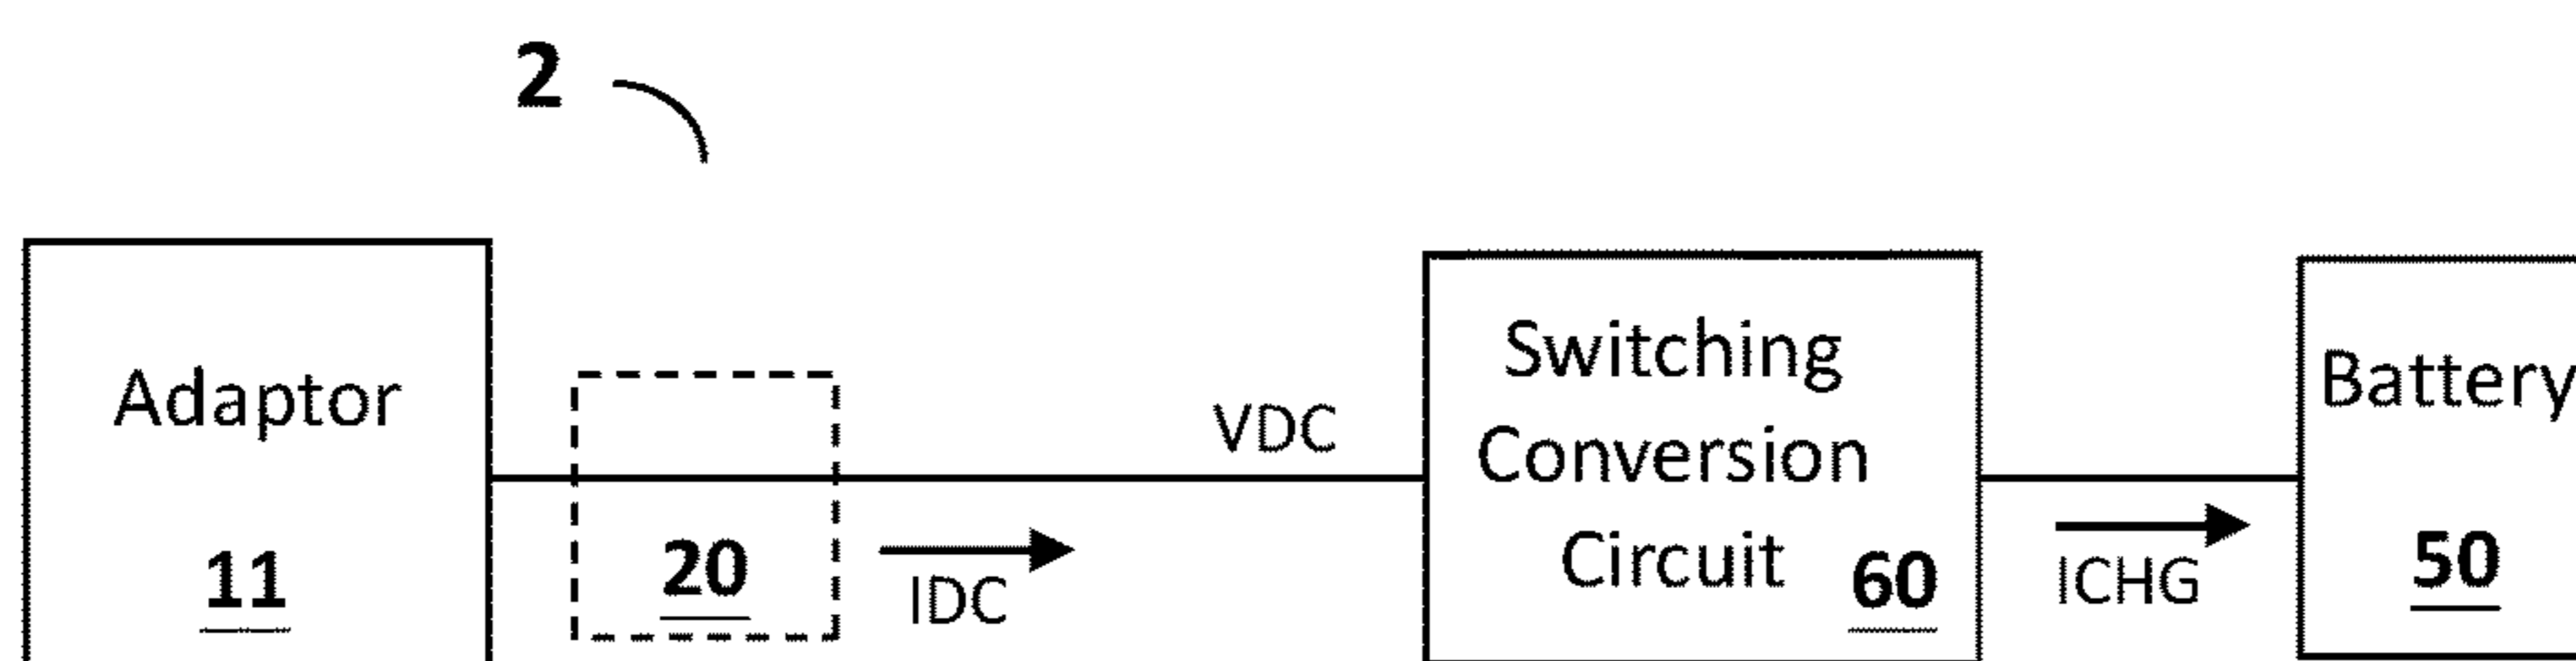 2
Adaptor
11
20
IDC
VDC
Switching
Conversion
Circuit 60
ICHG
Battery
50